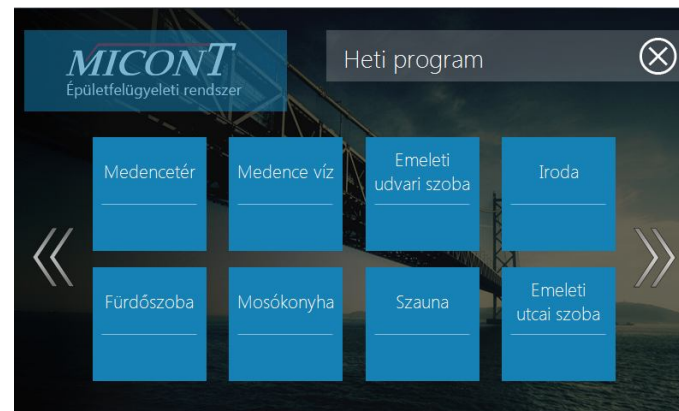 MICONT
Épületfelügyeleti rendszer
Heti program
Medencetér
Medence víz
Emeleti
udvari szoba
Iroda
Fürdőszoba
Mosókonyha
Szauna
Emeleti
utcai szoba